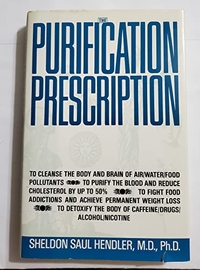 THE
PURIFICATION
PRESCRIPTION
TO CLEANSE THE BODY AND BRAIN OF AIR/WATER/FOOD
POLLUTANTS TO PURIFY THE BLOOD AND REDUCE
CHOLESTEROL BY UP TO 50% TO FIGHT FOOD
ADDICTIONS AND ACHIEVE PERMANENT WEIGHT LOSS
TO DETOXIFY THE BODY OF CAFFEINE/DRUGS/
ALCOHOL/NICOTINE
SHELDON SAUL HENDLER, M.D., Ph.D.